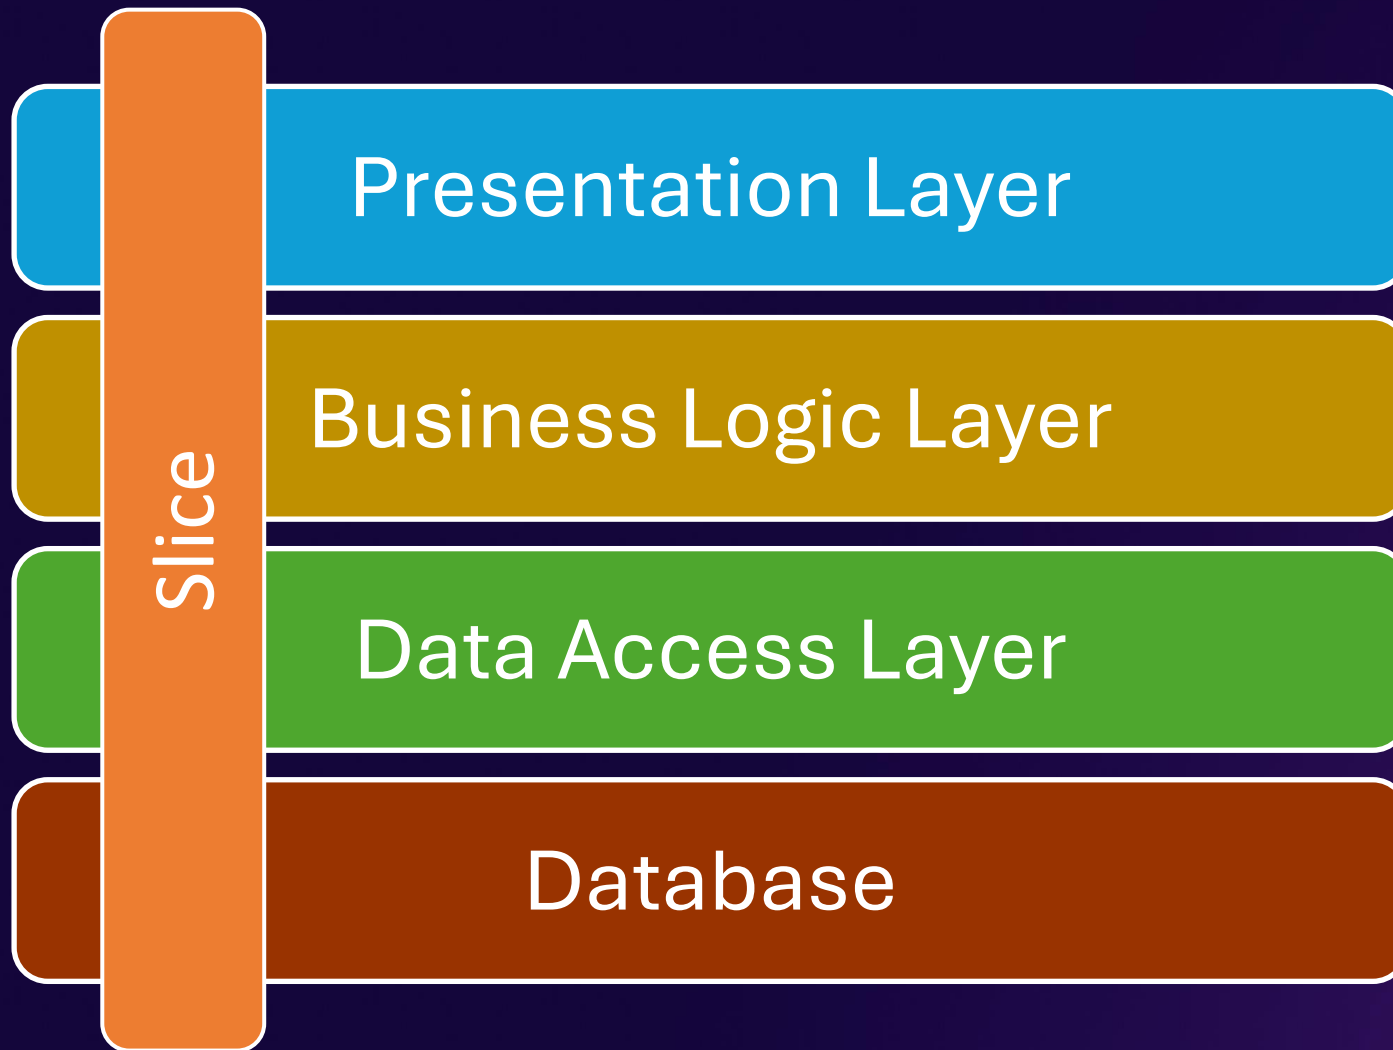 Presentation Layer
Business Logic Layer
Slice
Data Access Layer
Database